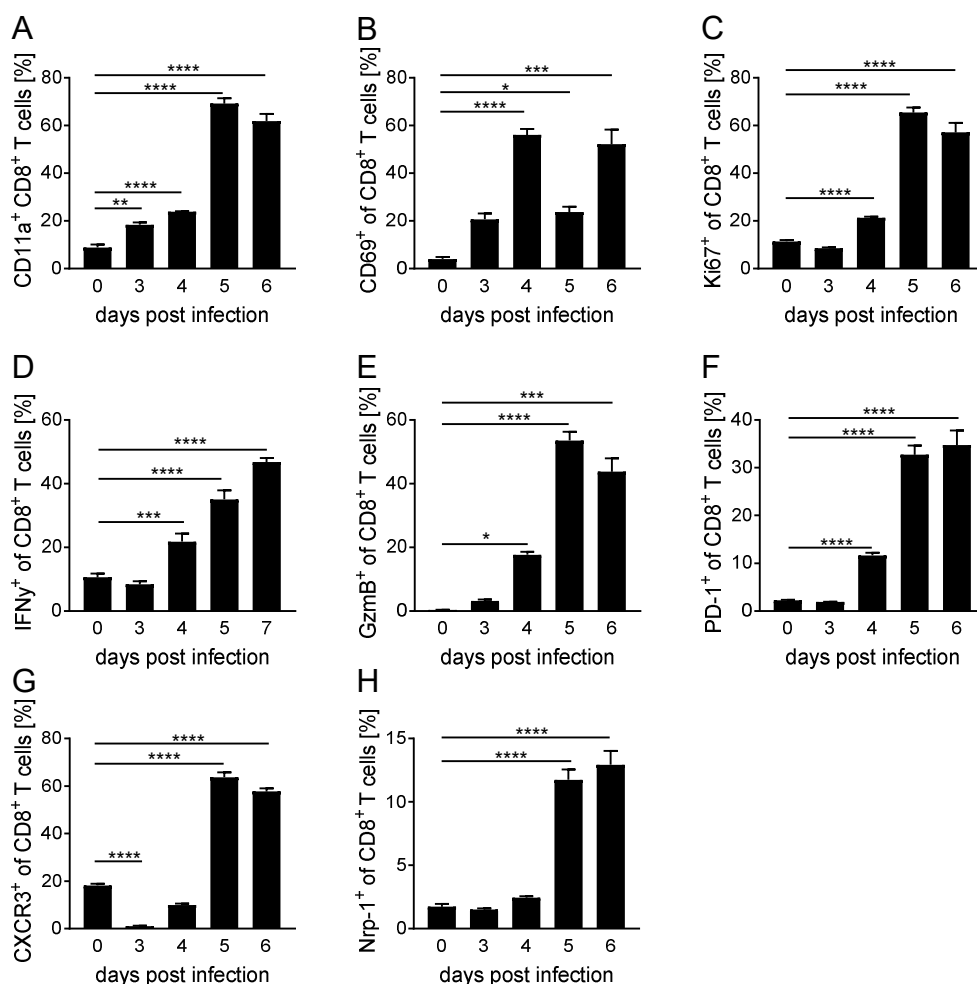 A
CD11a+ CD8+ T cells [%]
80
60
40
20
0
****
****
****
**
0 3 4 5 6
days post infection
B
CD69+ of CD8+ T cells [%]
80
60
40
20
0
***
*
****
0 3 4 5 6
days post infection
C
Ki67+ of CD8+ T cells [%]
80
60
40
20
0
****
****
****
0 3 4 5 6
days post infection
D
IFNy+ of CD8+ T cells [%]
60
40
20
0
****
****
***
0 3 4 5 7
days post infection
E
GzmB+ of CD8+ T cells [%]
60
40
20
0
***
****
*
0 3 4 5 6
days post infection
F
PD-1+ of CD8+ T cells [%]
40
30
20
10
0
****
****
****
0 3 4 5 6
days post infection
G
CXCR3+ of CD8+ T cells [%]
80
60
40
20
0
****
****
****
0 3 4 5 6
days post infection
H
Nrp-1+ of CD8+ T cells [%]
15
10
5
0
****
****
0 3 4 5 6
days post infection